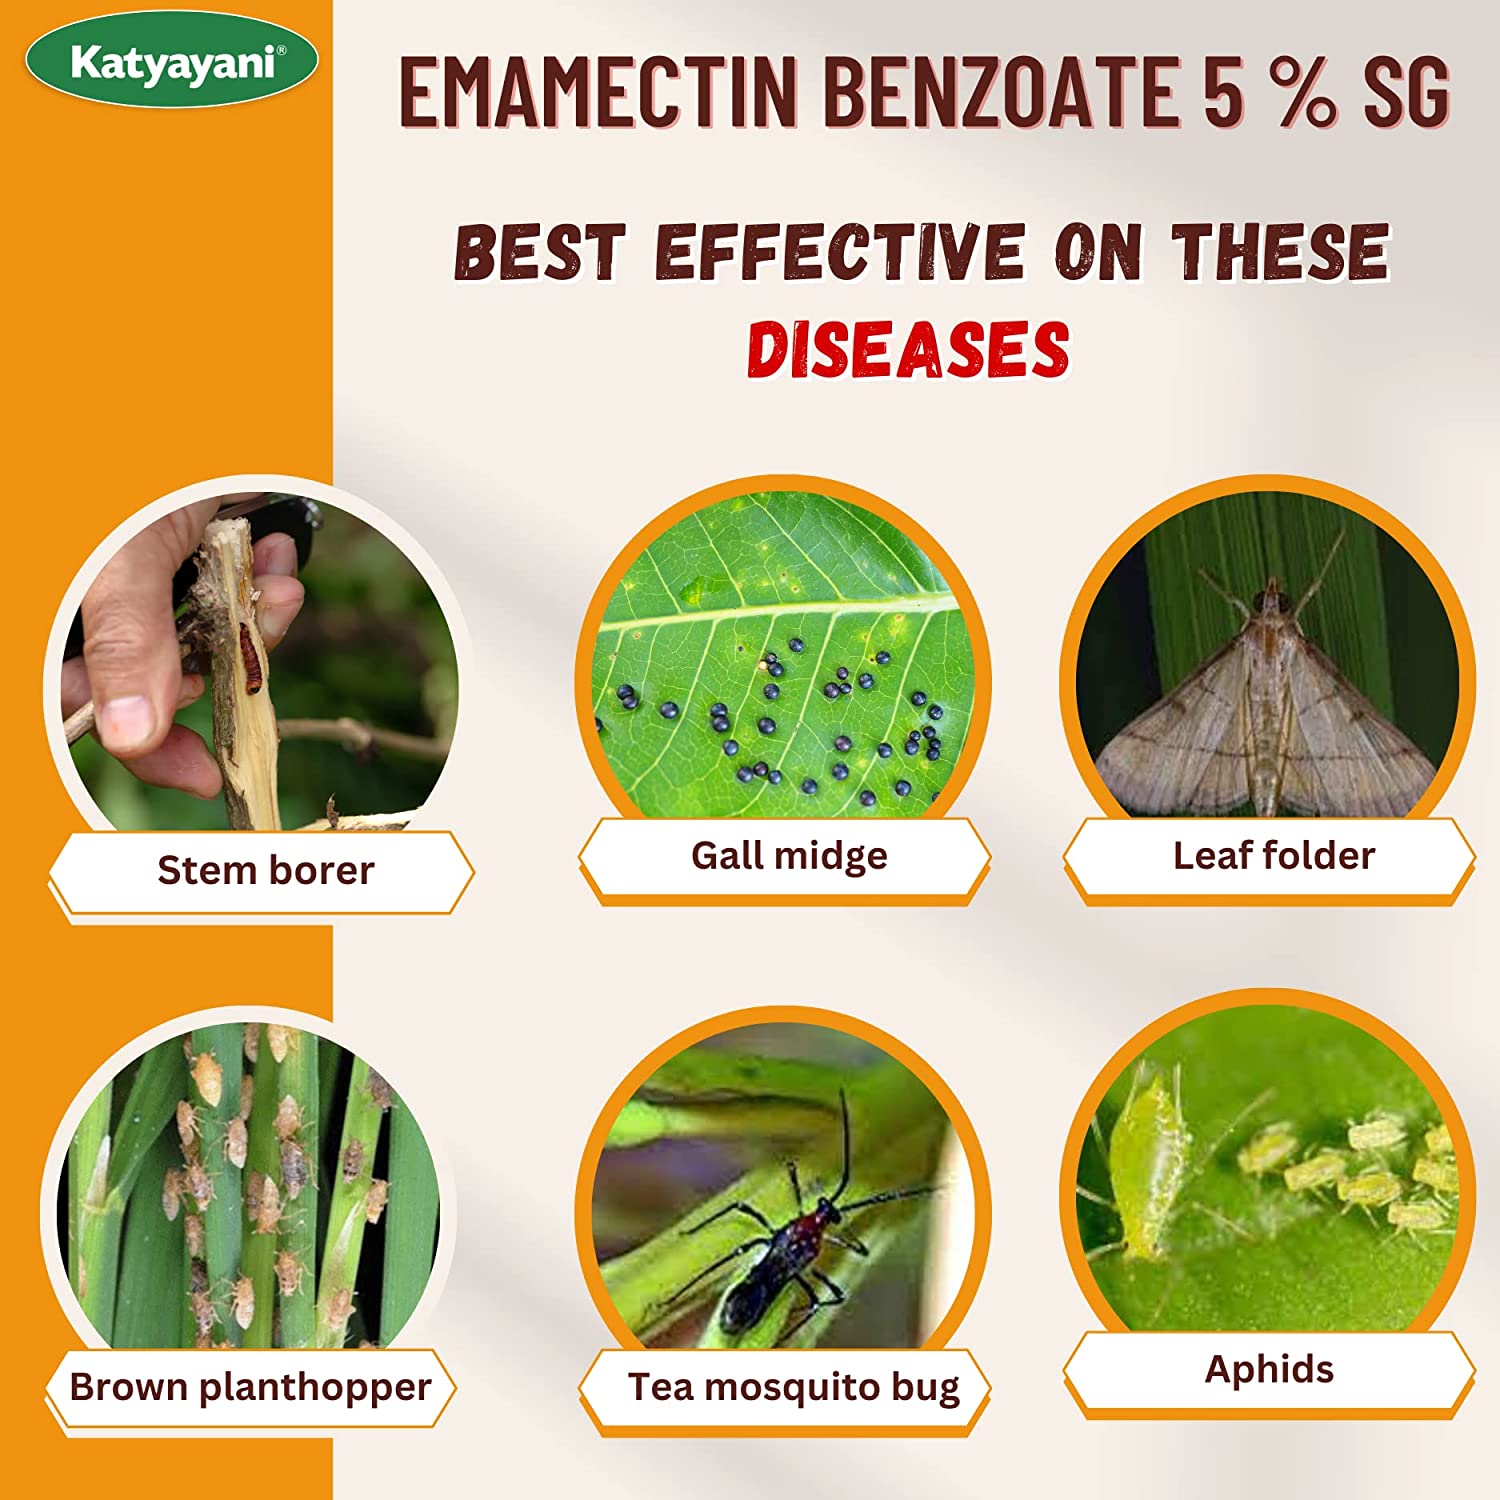 Katyayani®
EMAMECTIN BENZOATE 5 % SG
BEST EFFECTIVE ON THESE
DISEASES
Stem borer
Gall midge
Leaf folder
Brown planthopper
Tea mosquito bug
Aphids